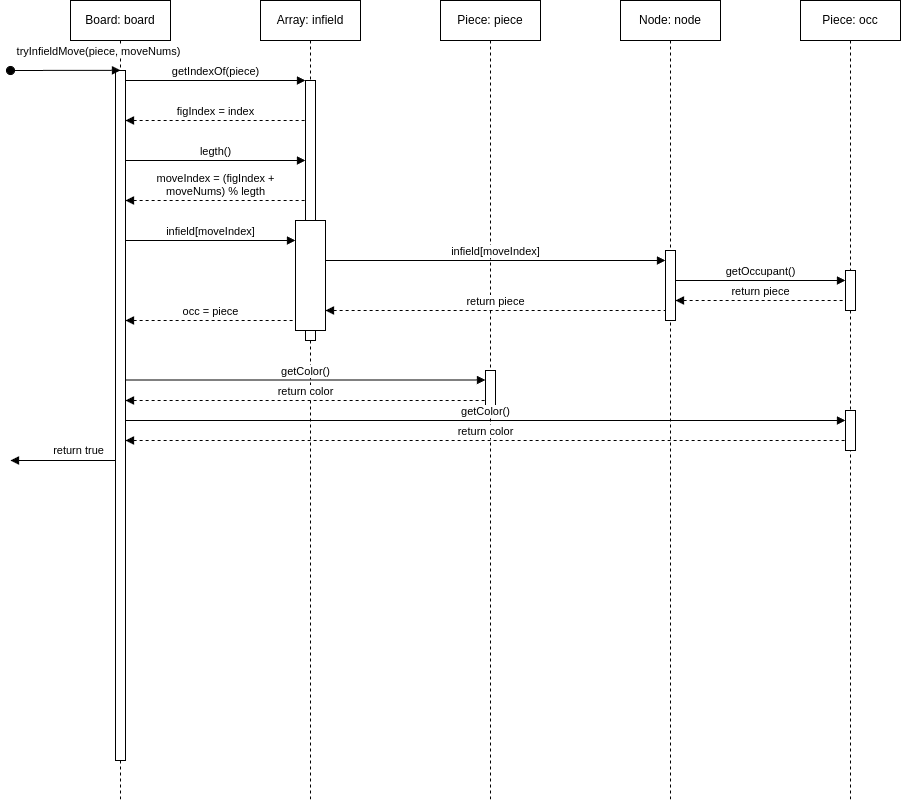 Board: board
Array: infield
Piece: piece
Node: node
Piece: occ
tryInfieldMove(piece, moveNums)
getIndexOf(piece)
figIndex = index
legth()
moveIndex = (figIndex +
moveNums) % legth
infield[moveIndex]
infield[moveIndex]
getOccupant()
return piece
return piece
occ = piece
getColor()
return color
getColor()
return color
return true